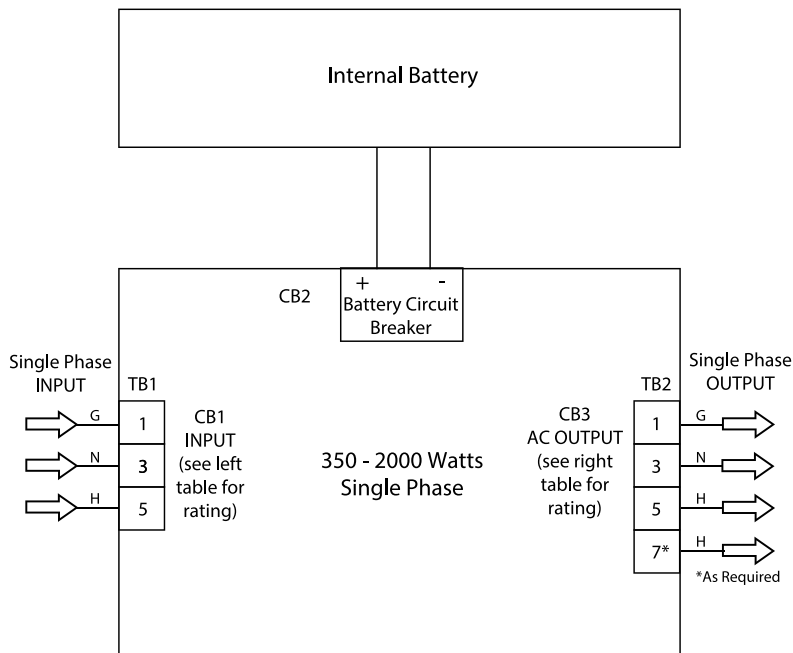 Internal Battery
+ -
CB2
Battery Circuit
Breaker
Single Phase
INPUT
TB1
G
1
N
3
H
5
CB1
INPUT
(see left
table for
rating)
350 - 2000 Watts
Single Phase
CB3
AC OUTPUT
(see right
table for
rating)
TB2
Single Phase
OUTPUT
1
G
3
N
5
H
7*
H
*As Required